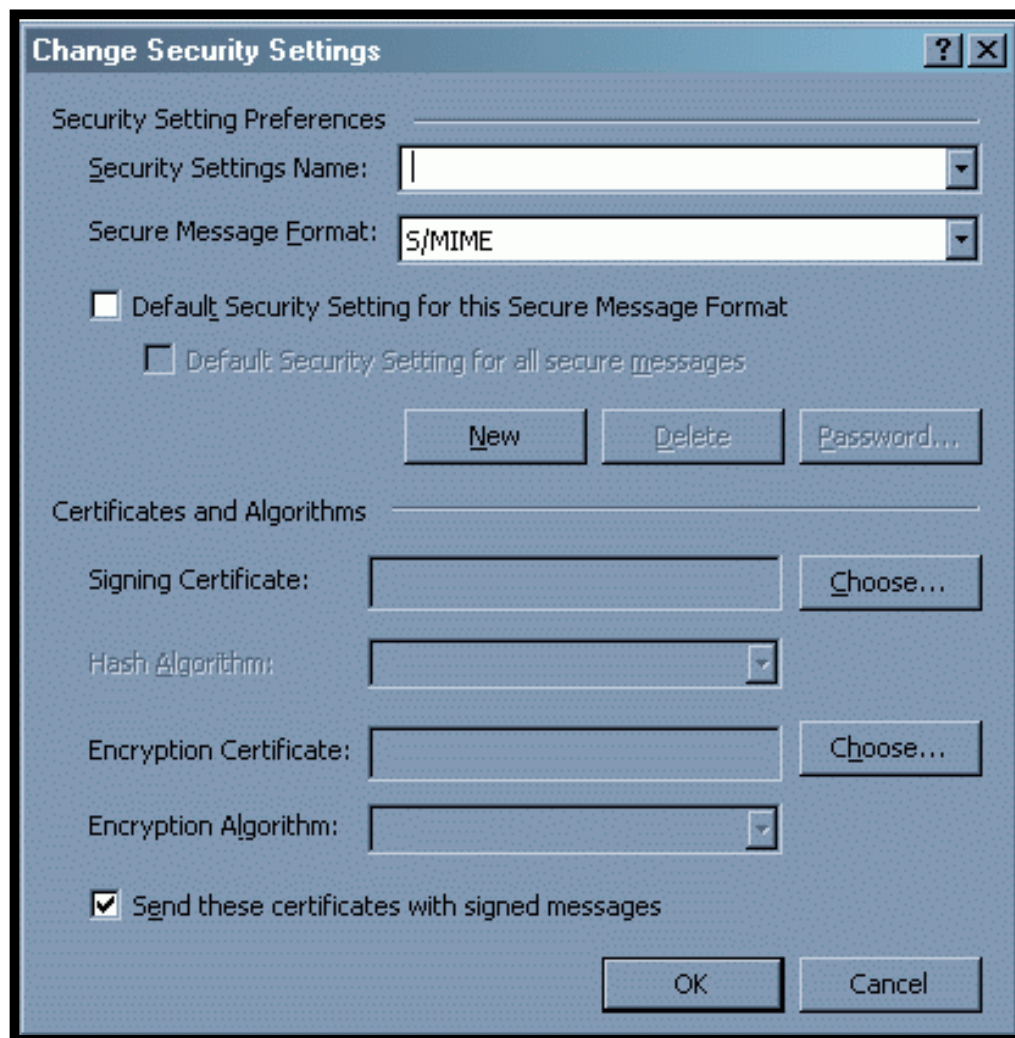 Change Security Settings
Security Setting Preferences
Security Settings Name:
Secure Message Format: S/MIME
Default Security Setting for this Secure Message Format
Default Security Setting for all secure messages
New Delete Password...
Certificates and Algorithms
Signing Certificate: Choose...
Hash Algorithm:
Encryption Certificate: Choose...
Encryption Algorithm:
Send these certificates with signed messages
OK Cancel